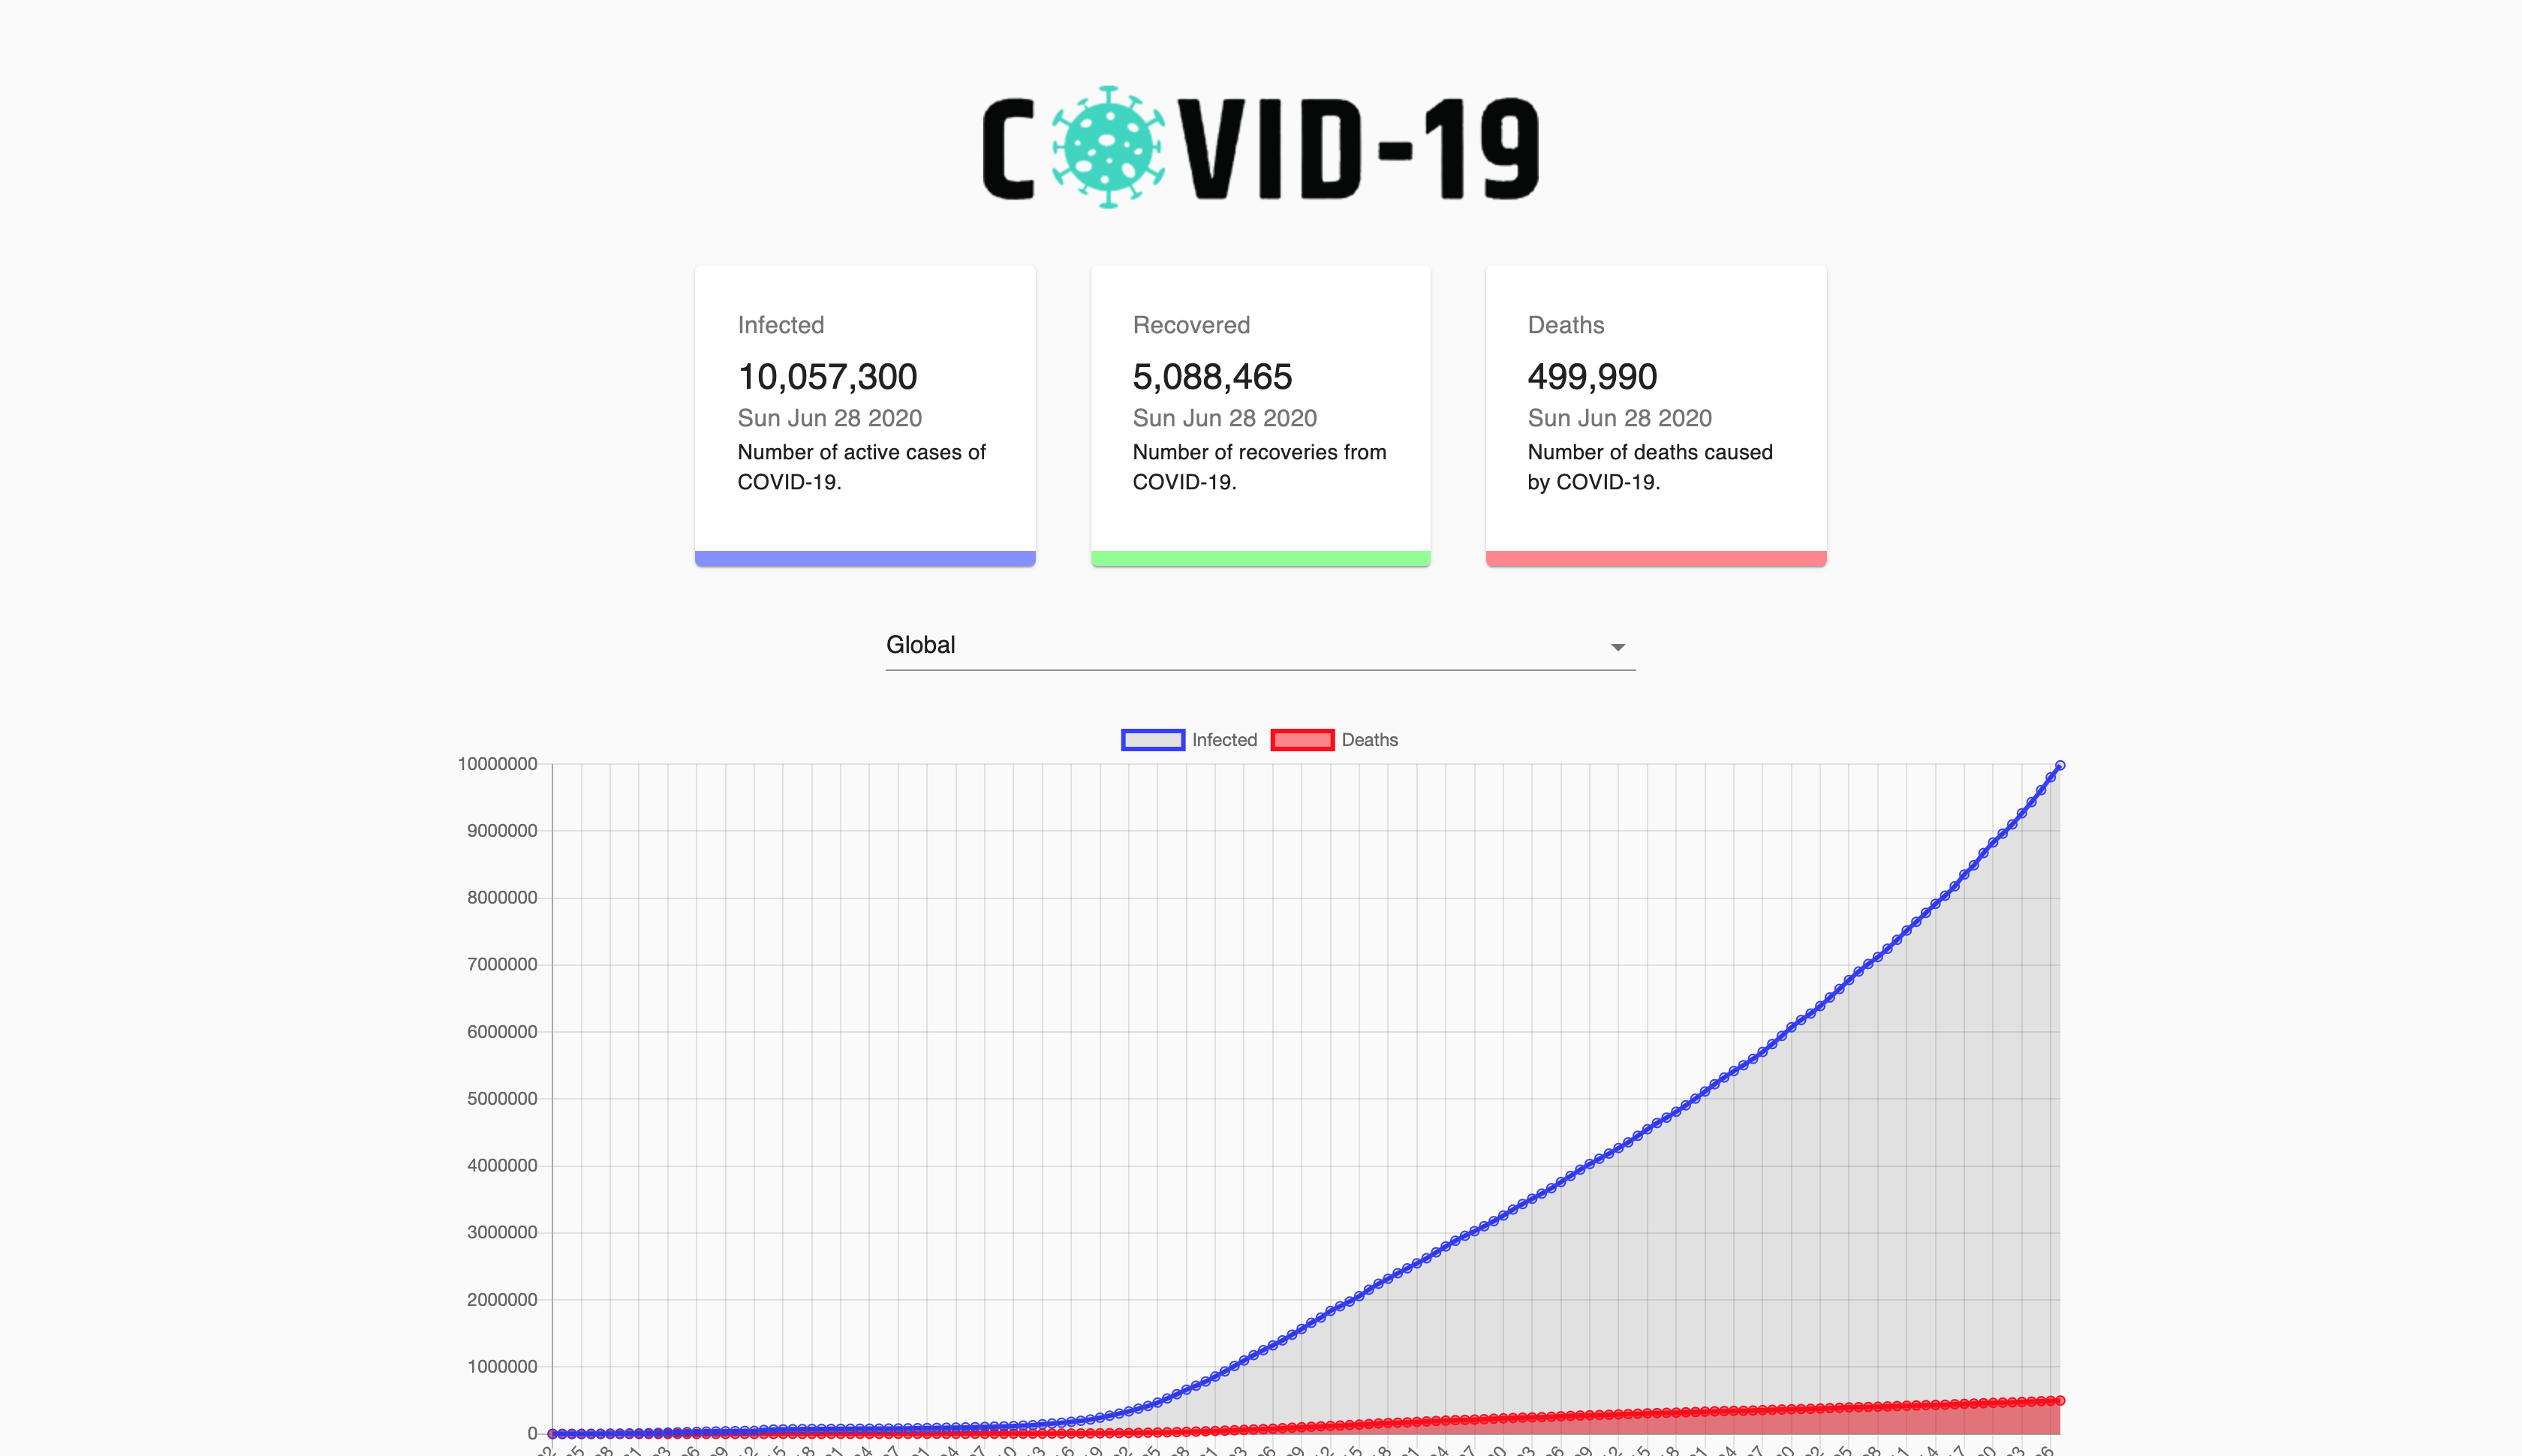 COVID-19
Infected
10,057,300
Sun Jun 28 2020
Number of active cases of
COVID-19.
Recovered
5,088,465
Sun Jun 28 2020
Number of recoveries from
COVID-19.
Deaths
499,990
Sun Jun 28 2020
Number of deaths caused
by COVID-19.
Global
Infected Deaths
10000000
9000000
8000000
7000000
6000000
5000000
4000000
3000000
2000000
1000000
0